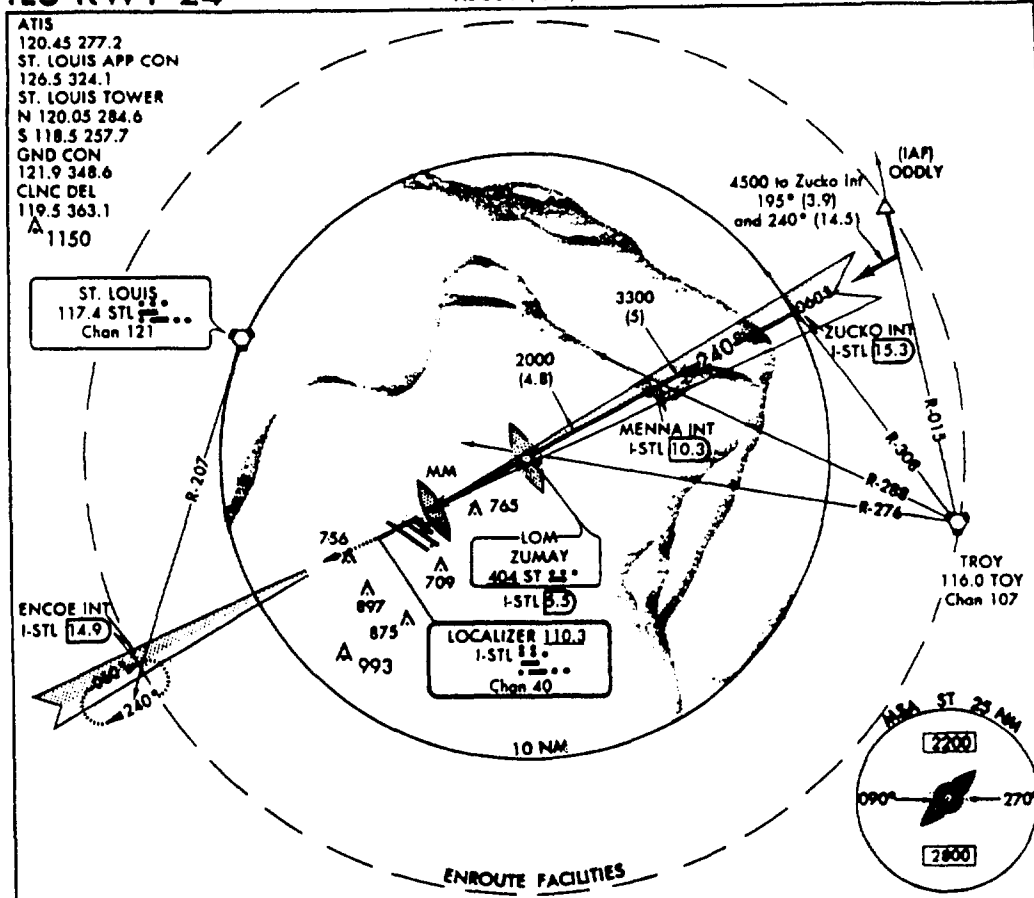 ILS RWY 24
ATIS
120.45 277.2
ST. LOUIS APP CON
126.5 324.1
ST. LOUIS TOWER
N 120.05 284.6
S 118.5 257.7
GND CON
121.9 348.6
CLNC DEL
119.5 363.1
1150
(IAF)
ODDLY
4500 to Zucko Int
195° (3.9)
and 240° (14.5)
ST. LOUIS
117.4 STL
Chan 121
3300
(5)
060°
ZUCKO INT
I-STL 15.3
2000
(4.8)
240°
MENNA INT
I-STL 10.3
R-207
R-015
R-308
R-288
R-276
MM
765
TROY
116.0 TOY
Chan 107
LOM
ZUMAY
404 ST
I-STL 5.5
756
709
897
875
993
ENCOE INT
I-STL 14.9
060°
240°
LOCALIZER 110.3
I-STL
Chan 40
10 NM
MSA ST 25 NM
2200
090°
270°
2800
ENROUTE FACILITIES